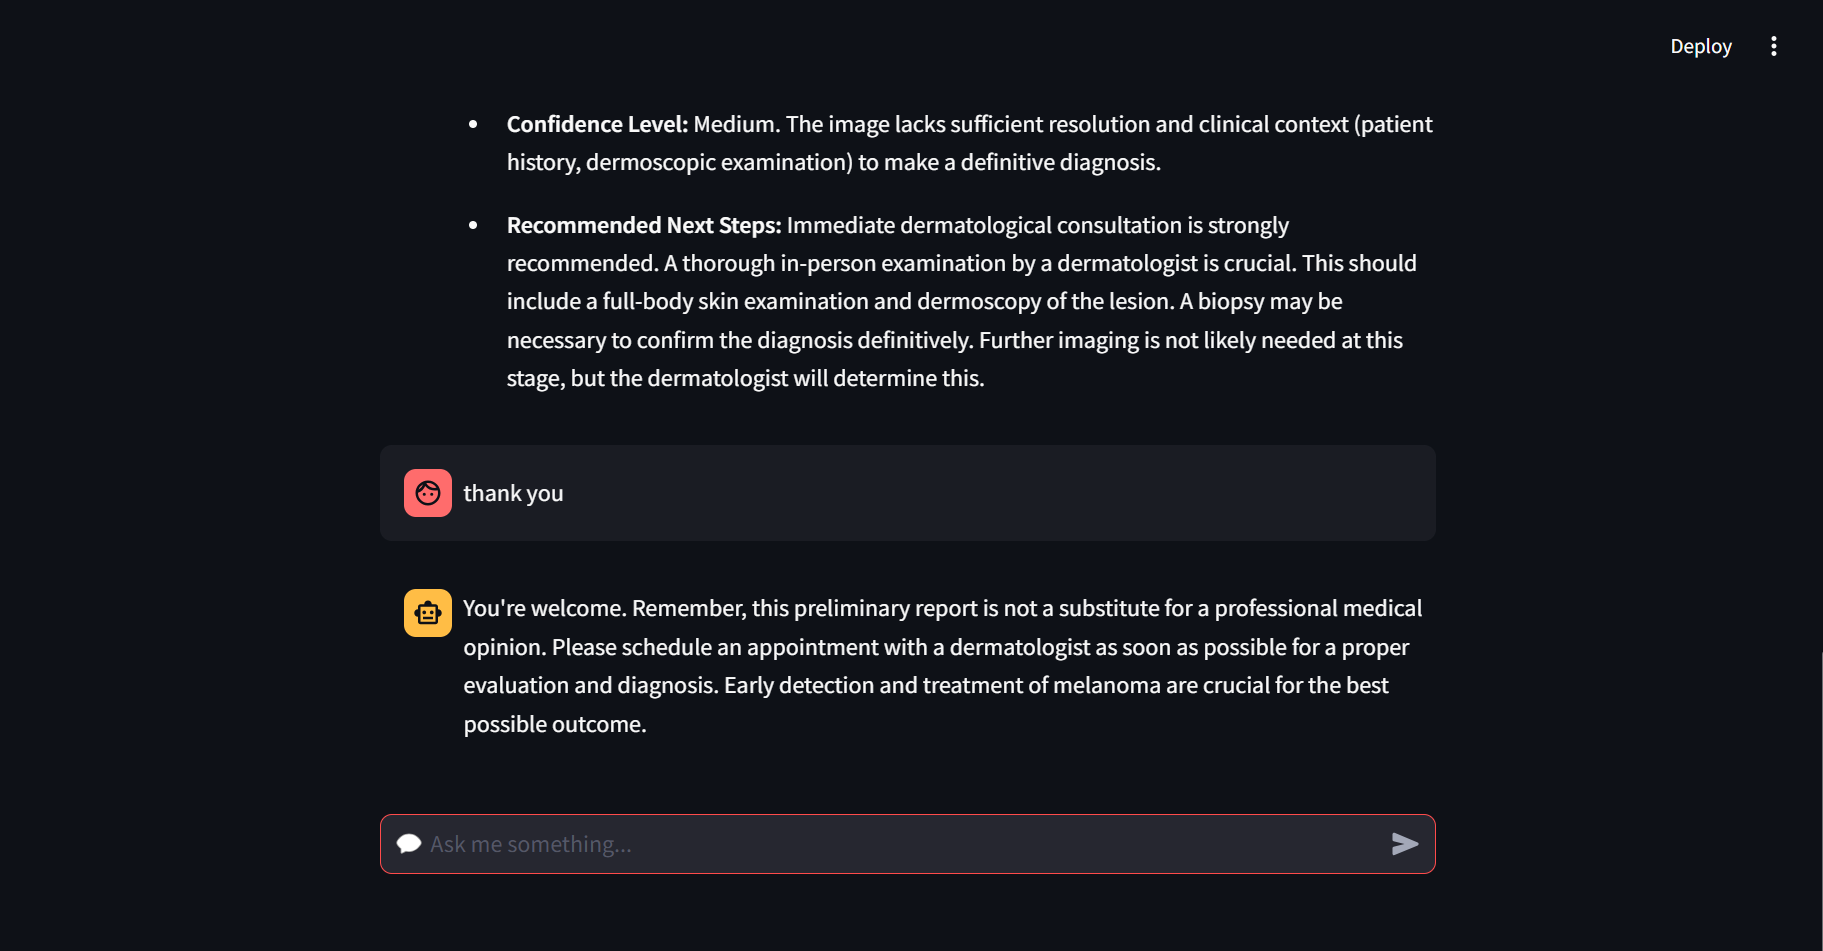 Deploy
• Confidence Level: Medium. The image lacks sufficient resolution and clinical context (patient
history, dermoscopic examination) to make a definitive diagnosis.
• Recommended Next Steps: Immediate dermatological consultation is strongly
recommended. A thorough in-person examination by a dermatologist is crucial. This should
include a full-body skin examination and dermoscopy of the lesion. A biopsy may be
necessary to confirm the diagnosis definitively. Further imaging is not likely needed at this
stage, but the dermatologist will determine this.
thank you
You're welcome. Remember, this preliminary report is not a substitute for a professional medical
opinion. Please schedule an appointment with a dermatologist as soon as possible for a proper
evaluation and diagnosis. Early detection and treatment of melanoma are crucial for the best
possible outcome.
Ask me something...